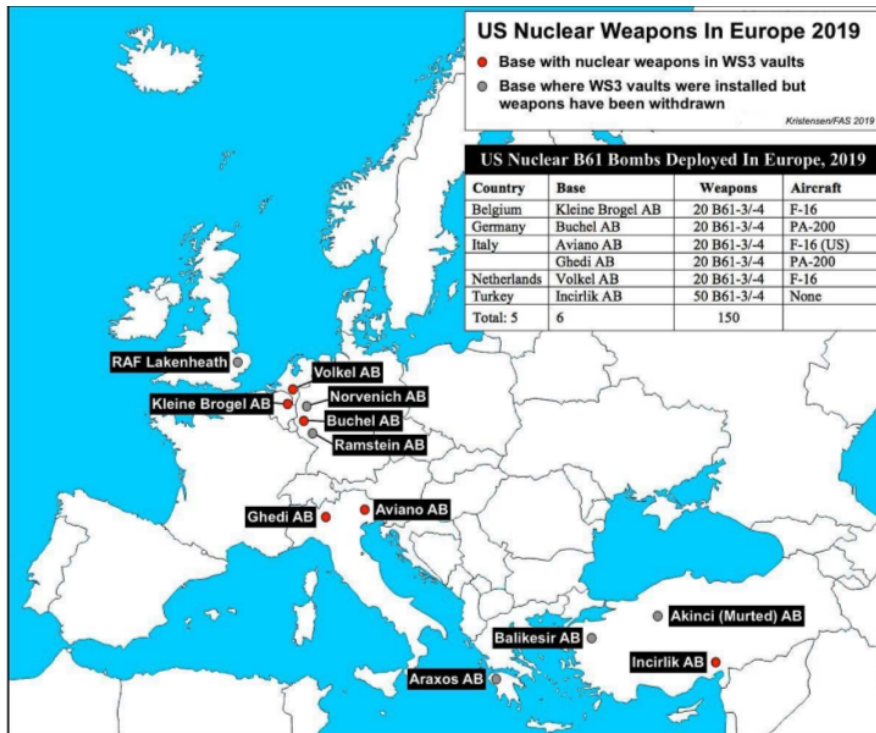 US Nuclear Weapons In Europe 2019
Base with nuclear weapons in WS3 vaults
Base where WS3 vaults were installed but
weapons have been withdrawn
Kristensen/FAS 2019
US Nuclear B61 Bombs Deployed In Europe, 2019
Country Base Weapons Aircraft
Belgium Kleine Brogel AB 20 B61-3/-4 F-16
Germany Buchel AB 20 B61-3/-4 PA-200
Italy Aviano AB 20 B61-3/-4 F-16 (US)
Ghedi AB 20 B61-3/-4 PA-200
Netherlands Volkel AB 20 B61-3/-4 F-16
Turkey Incirlik AB 50 B61-3/-4 None
Total: 5 6 150
RAF Lakenheath
Volkel AB
Kleine Brogel AB
Norvenich AB
Buchel AB
Ramstein AB
Ghedi AB
Aviano AB
Akinci (Murted) AB
Balikesir AB
Incirlik AB
Araxos AB